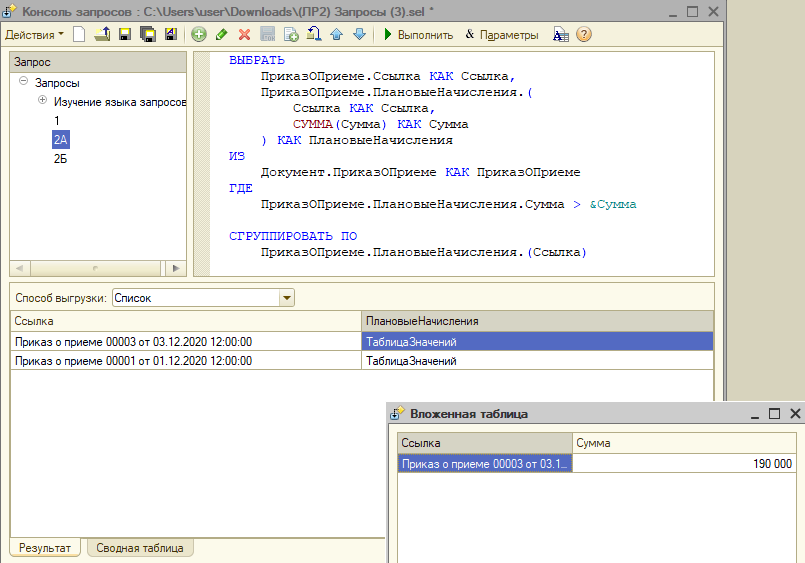 Консоль запросов : C:\Users\user\Downloads\(ЛР2) Запросы (3).sel *
Действия
Выполнить
& Параметры
Запрос
Запросы
Изучение языка запросов
1
2А
2Б
ВЫБРАТЬ
ПриказОПриеме.Ссылка КАК Ссылка,
ПриказОПриеме.ПлановыеНачисления.(
Ссылка КАК Ссылка,
СУММА(Сумма) КАК Сумма
) КАК ПлановыеНачисления
ИЗ
Документ.ПриказОПриеме КАК ПриказОПриеме
ГДЕ
ПриказОПриеме.ПлановыеНачисления.Сумма > &Сумма
СГРУППИРОВАТЬ ПО
ПриказОПриеме.ПлановыеНачисления.(Ссылка)
Способ выгрузки: Список
Ссылка ПлановыеНачисления
Приказ о приеме 00003 от 03.12.2020 12:00:00 ТаблицаЗначений
Приказ о приеме 00001 от 01.12.2020 12:00:00 ТаблицаЗначений
Вложенная таблица
Ссылка Сумма
Приказ о приеме 00003 от 03.1... 190 000
Результат Сводная таблица